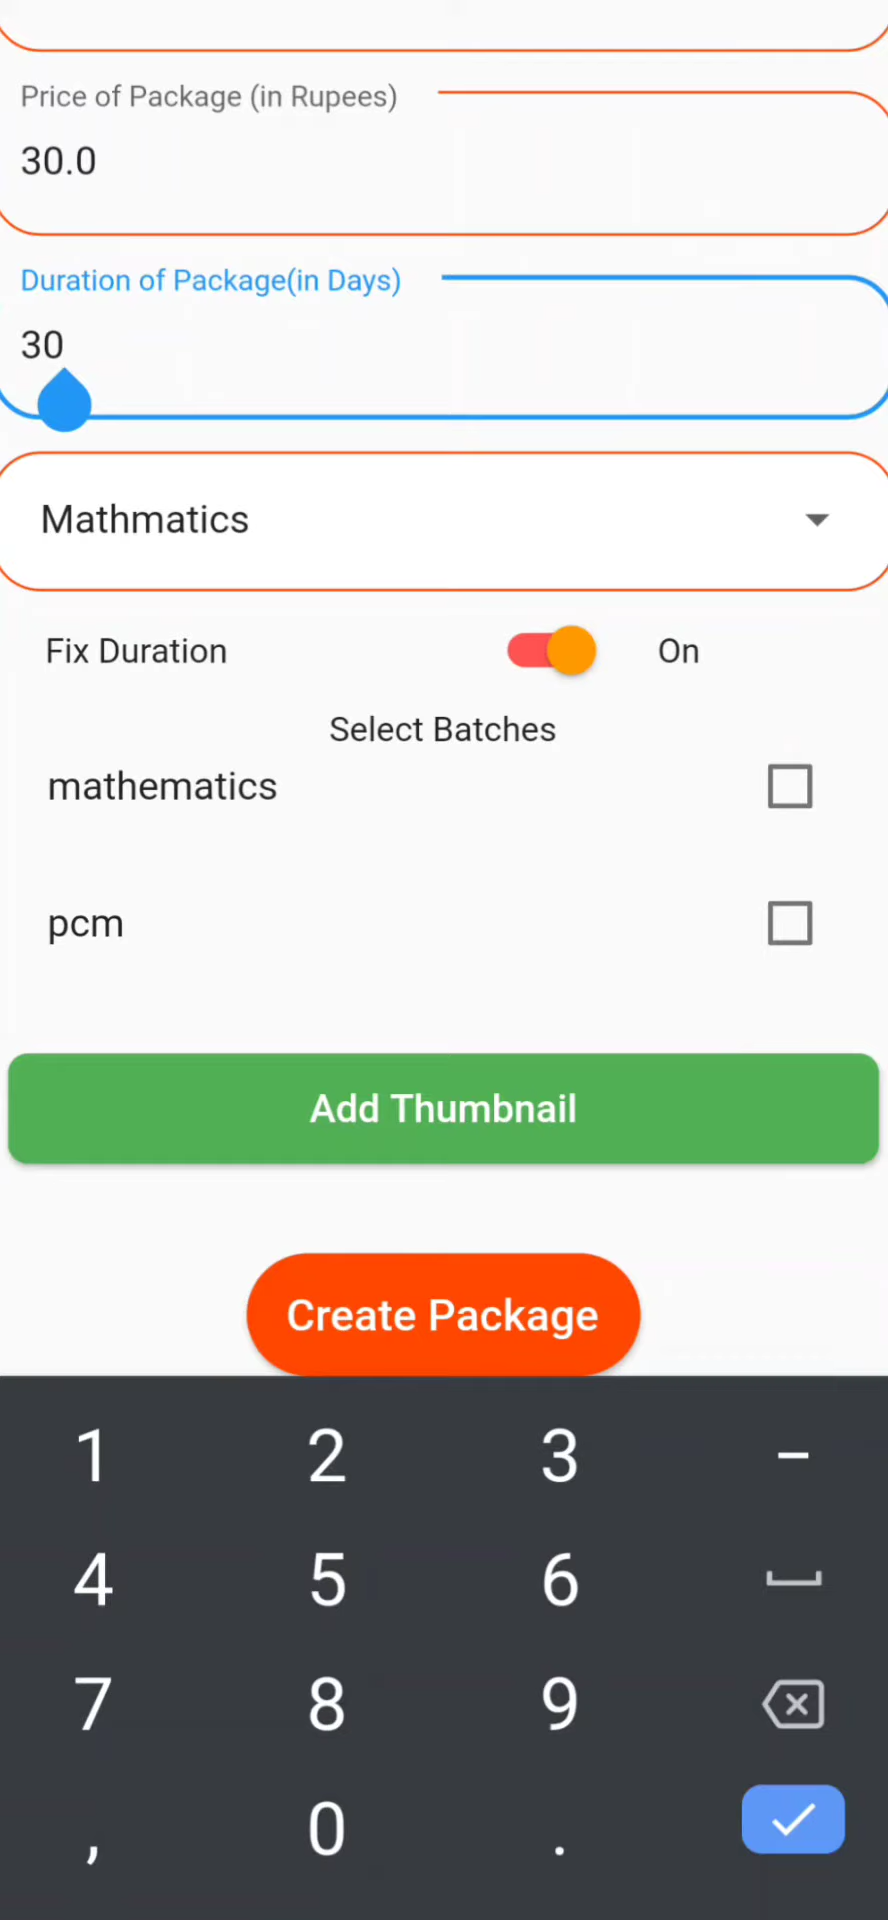 Price of Package (in Rupees)
30.0
Duration of Package(in Days)
30
Mathmatics
Fix Duration On
Select Batches
mathematics
pcm
Add Thumbnail
Create Package
1 2 3 -
4 5 6
7 8 9
, 0 .